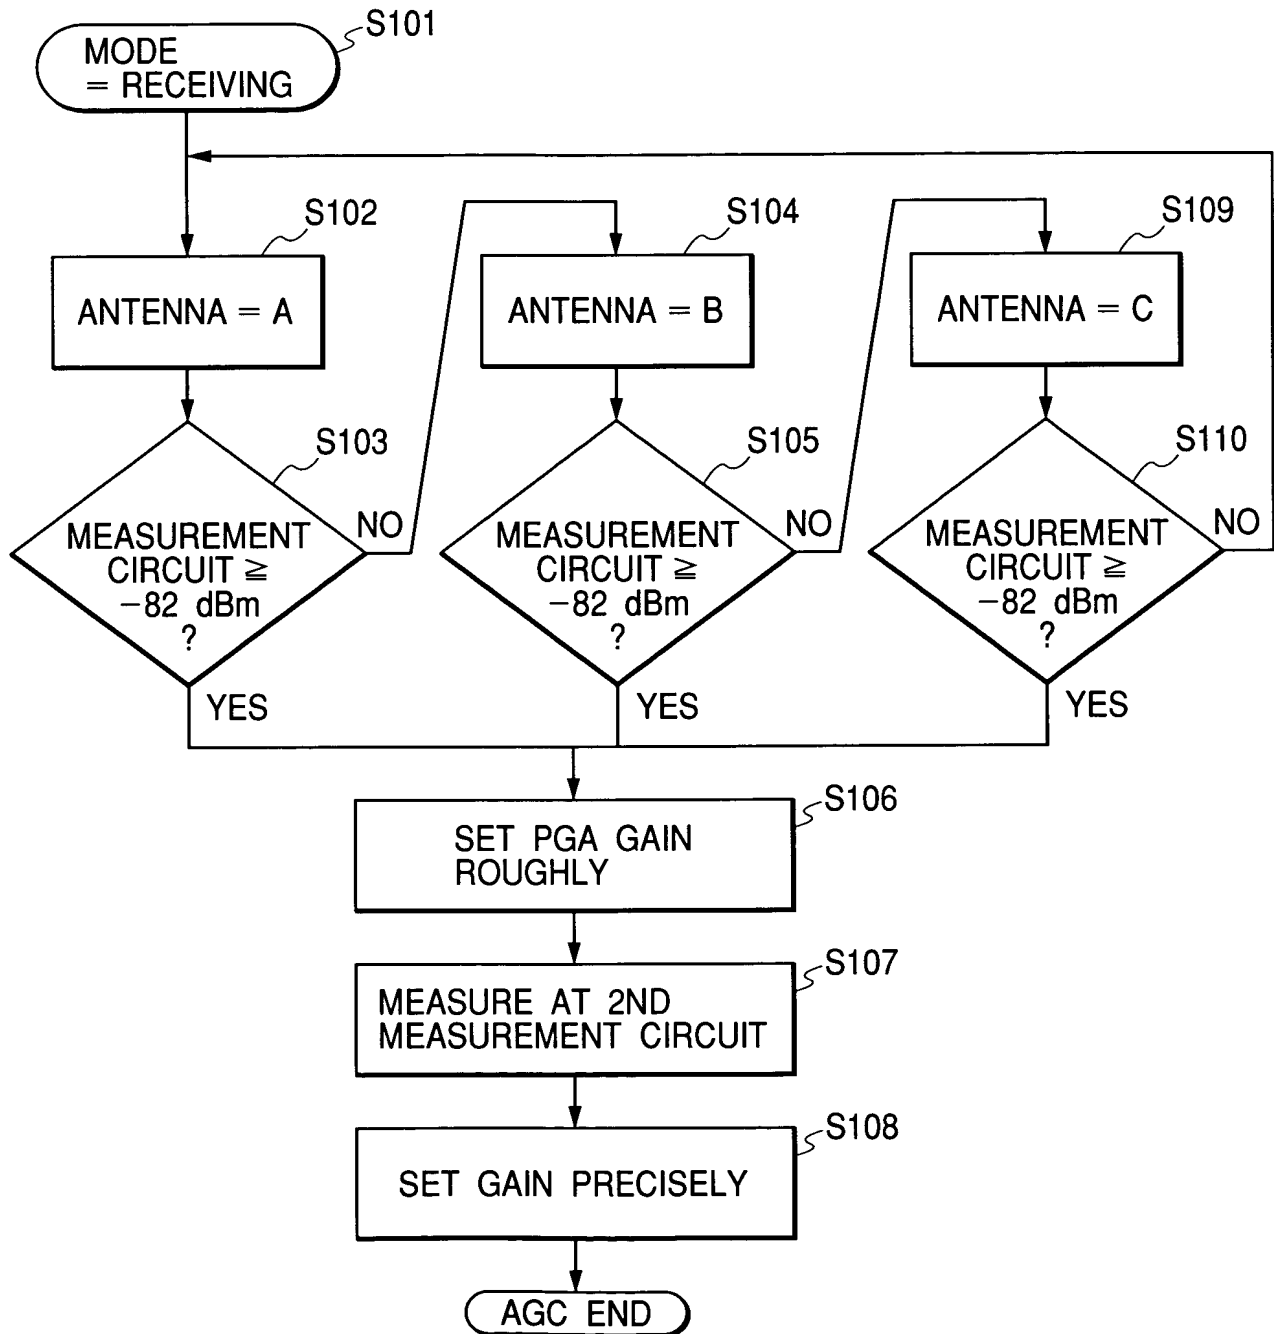 S101
MODE
= RECEIVING
S102
S104
S109
ANTENNA = A
ANTENNA = B
ANTENNA = C
S103
S105
S110
MEASUREMENT
CIRCUIT ≧
−82 dBm
?
NO
MEASUREMENT
CIRCUIT ≧
−82 dBm
?
NO
MEASUREMENT
CIRCUIT ≧
−82 dBm
?
NO
YES
YES
YES
S106
SET PGA GAIN
ROUGHLY
S107
MEASURE AT 2ND
MEASUREMENT CIRCUIT
S108
SET GAIN PRECISELY
AGC END